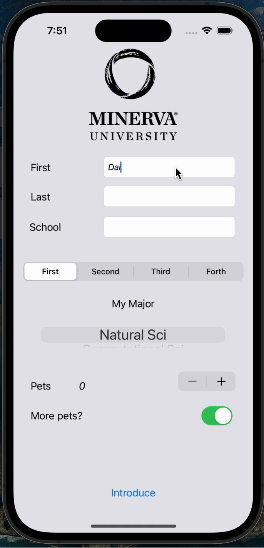 7:51
MINERVA
UNIVERSITY
First Dai
Last
School
First Second Third Forth
My Major
Natural Sci
Pets 0 − +
More pets?
Introduce